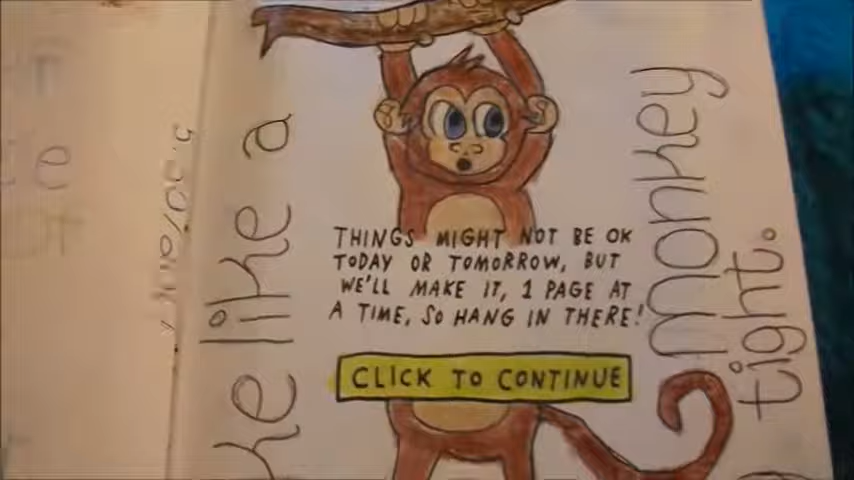 ke like a
THINGS MIGHT NOT BE OK
TODAY OR TOMORROW, BUT
WE'LL MAKE IT, 1 PAGE AT
A TIME, SO HANG IN THERE!
CLICK TO CONTINUE
monkey
tight.